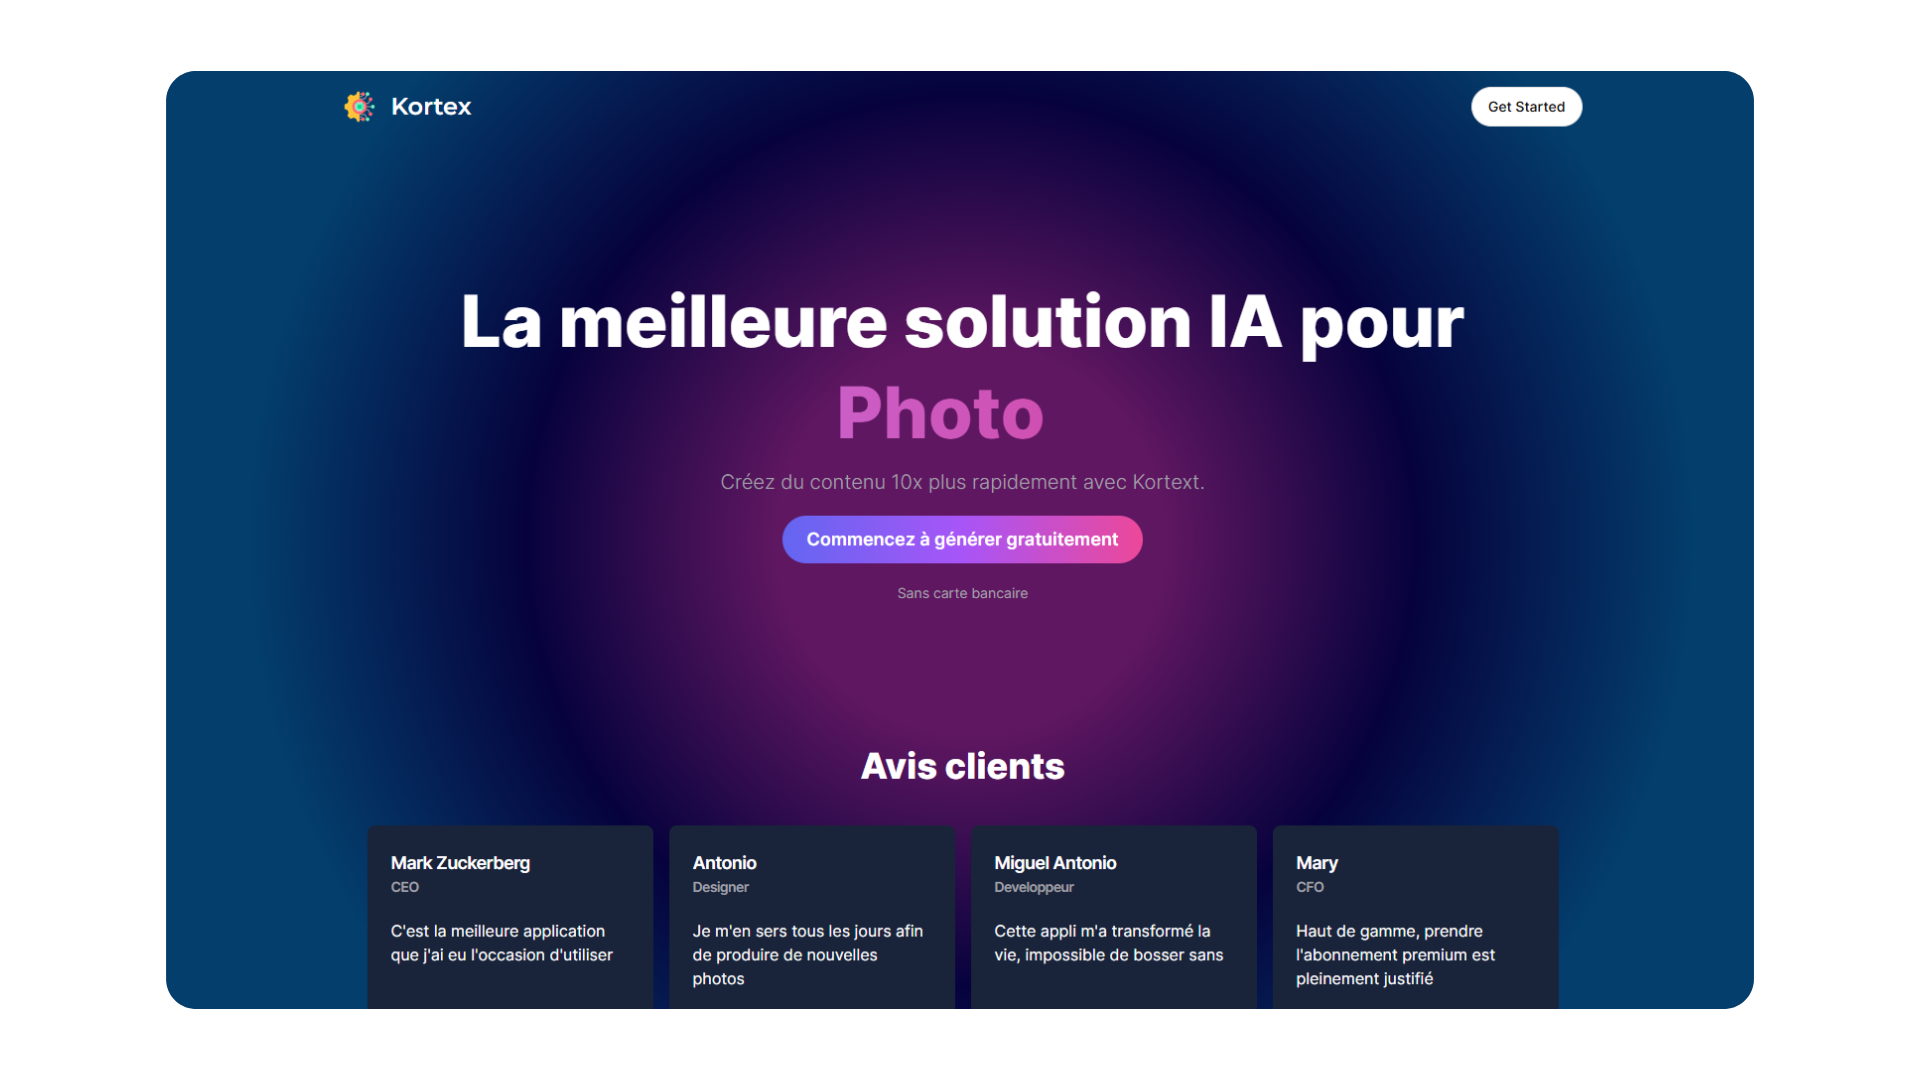 Kortex
Get Started
La meilleure solution IA pour
Photo
Créez du contenu 10x plus rapidement avec Kortext.
Commencez à générer gratuitement
Sans carte bancaire
Avis clients
Mark Zuckerberg
CEO
C'est la meilleure application
que j'ai eu l'occasion d'utiliser
Antonio
Designer
Je m'en sers tous les jours afin
de produire de nouvelles
photos
Miguel Antonio
Developpeur
Cette appli m'a transformé la
vie, impossible de bosser sans
Mary
CFO
Haut de gamme, prendre
l'abonnement premium est
pleinement justifié